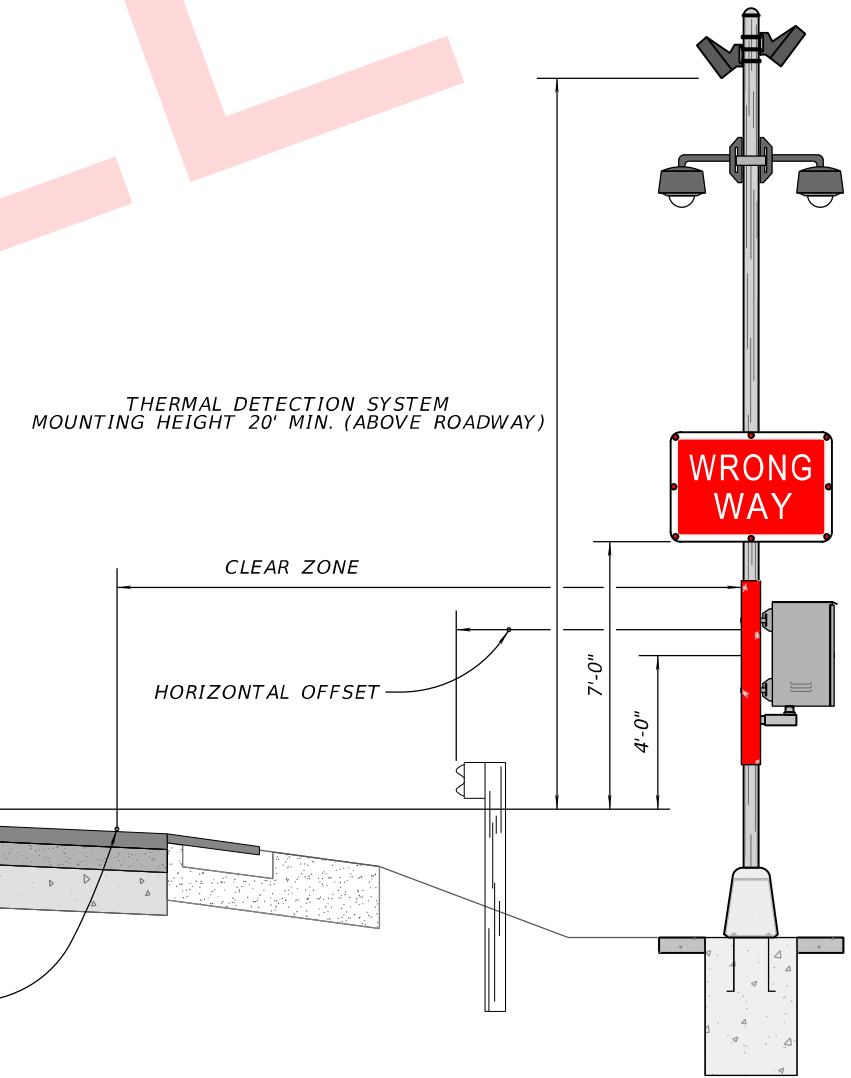 THERMAL DETECTION SYSTEM
MOUNTING HEIGHT 20' MIN. (ABOVE ROADWAY)
WRONG
WAY
CLEAR ZONE
HORIZONTAL OFFSET
7'-0"
4'-0"